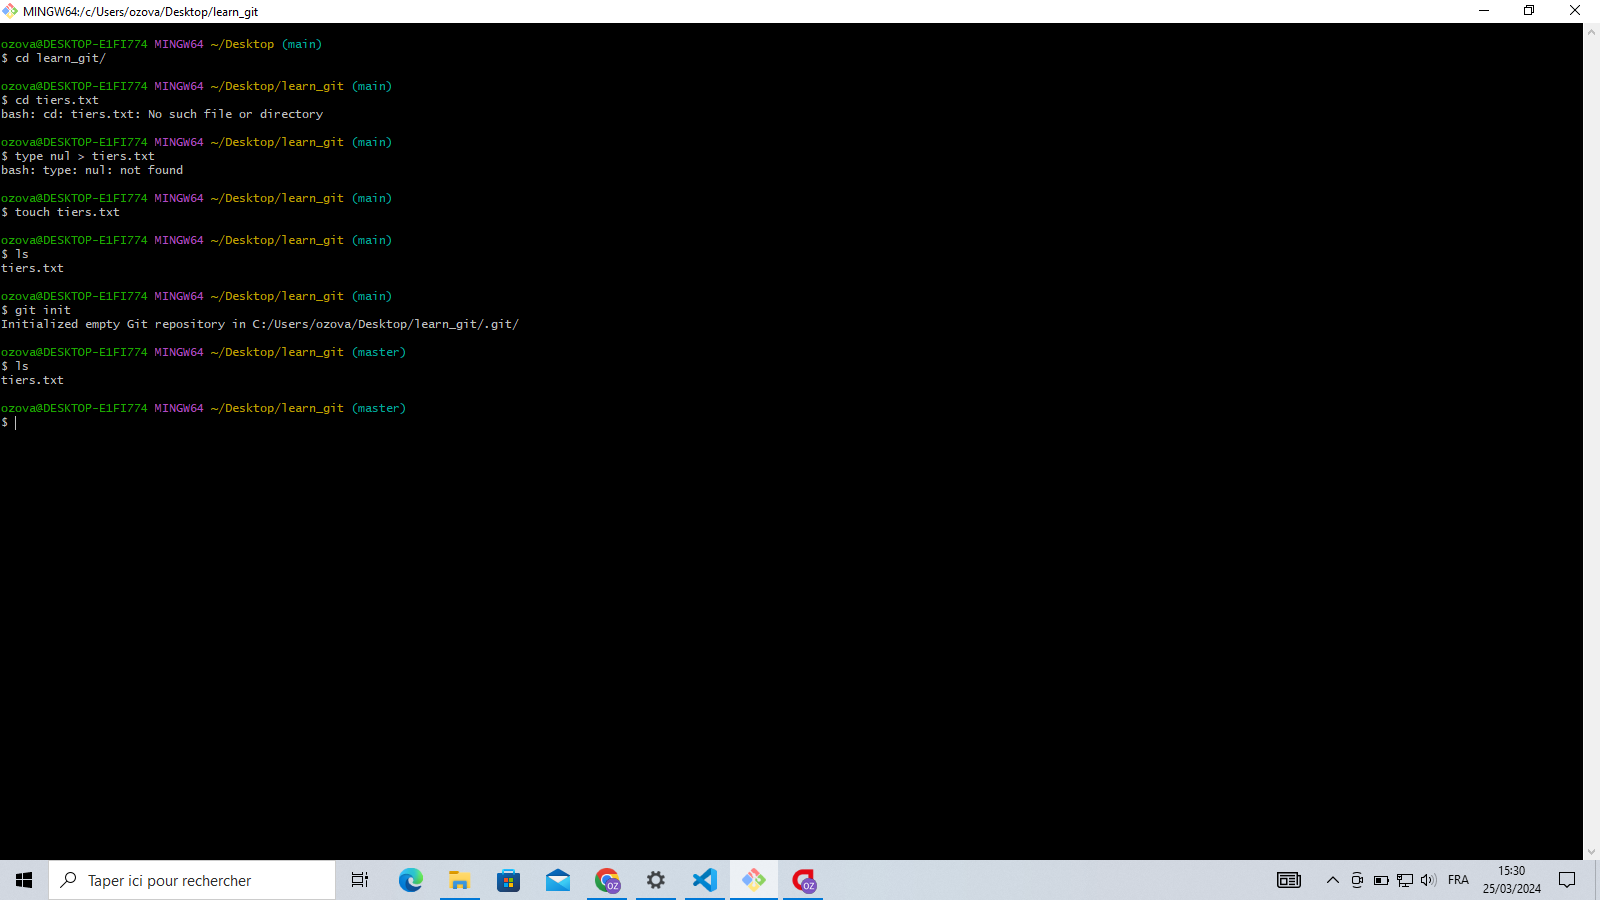 MINGW64:/c/Users/ozova/Desktop/learn_git
ozova@DESKTOP-E1FI774 MINGW64 ~/Desktop (main)
$ cd learn_git/
ozova@DESKTOP-E1FI774 MINGW64 ~/Desktop/learn_git (main)
$ cd tiers.txt
bash: cd: tiers.txt: No such file or directory
ozova@DESKTOP-E1FI774 MINGW64 ~/Desktop/learn_git (main)
$ type nul > tiers.txt
bash: type: nul: not found
ozova@DESKTOP-E1FI774 MINGW64 ~/Desktop/learn_git (main)
$ touch tiers.txt
ozova@DESKTOP-E1FI774 MINGW64 ~/Desktop/learn_git (main)
$ ls
tiers.txt
ozova@DESKTOP-E1FI774 MINGW64 ~/Desktop/learn_git (main)
$ git init
Initialized empty Git repository in C:/Users/ozova/Desktop/learn_git/.git/
ozova@DESKTOP-E1FI774 MINGW64 ~/Desktop/learn_git (master)
$ ls
tiers.txt
ozova@DESKTOP-E1FI774 MINGW64 ~/Desktop/learn_git (master)
$
Taper ici pour rechercher
OZ
OZ
FRA
15:30
25/03/2024